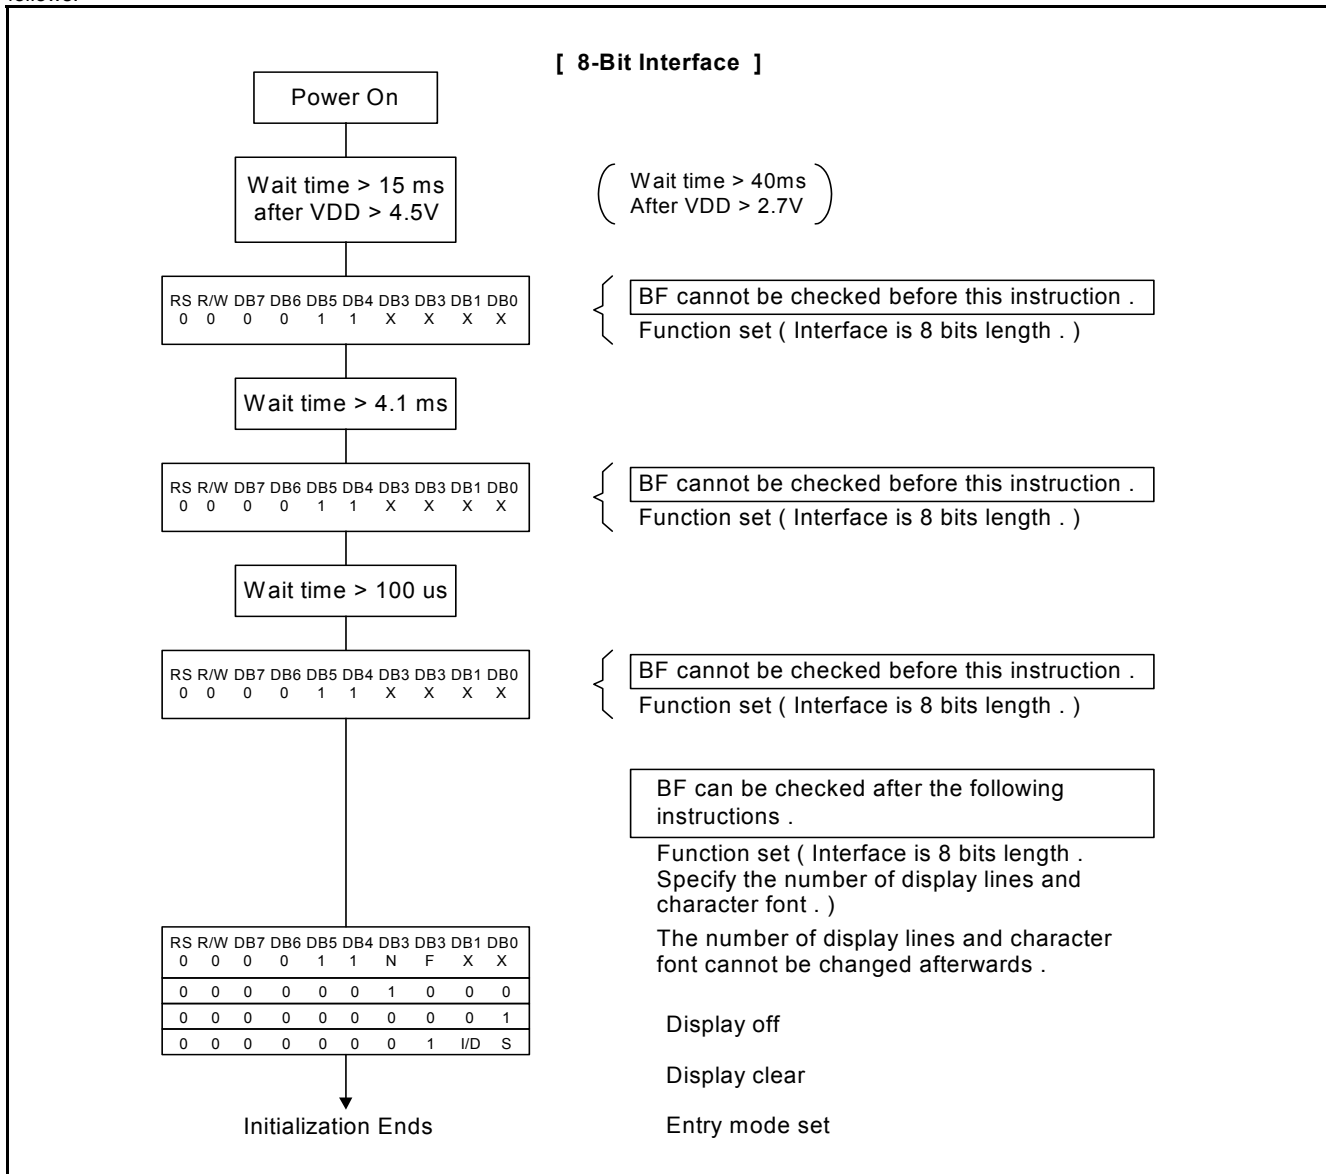 [ 8-Bit Interface ]
Power On
Wait time > 15 ms
after VDD > 4.5V
Wait time > 40ms
After VDD > 2.7V
RS R/W DB7 DB6 DB5 DB4 DB3 DB3 DB1 DB0
0 0 0 0 1 1 X X X X
BF cannot be checked before this instruction .
Function set ( Interface is 8 bits length . )
Wait time > 4.1 ms
RS R/W DB7 DB6 DB5 DB4 DB3 DB3 DB1 DB0
0 0 0 0 1 1 X X X X
BF cannot be checked before this instruction .
Function set ( Interface is 8 bits length . )
Wait time > 100 us
RS R/W DB7 DB6 DB5 DB4 DB3 DB3 DB1 DB0
0 0 0 0 1 1 X X X X
BF cannot be checked before this instruction .
Function set ( Interface is 8 bits length . )
BF can be checked after the following
instructions .
Function set ( Interface is 8 bits length .
Specify the number of display lines and
character font . )
The number of display lines and character
font cannot be changed afterwards .
RS R/W DB7 DB6 DB5 DB4 DB3 DB3 DB1 DB0
0 0 0 0 1 1 N F X X
0 0 0 0 0 0 1 0 0 0
0 0 0 0 0 0 0 0 0 1
0 0 0 0 0 0 0 1 I/D S
Display off
Display clear
Entry mode set
Initialization Ends